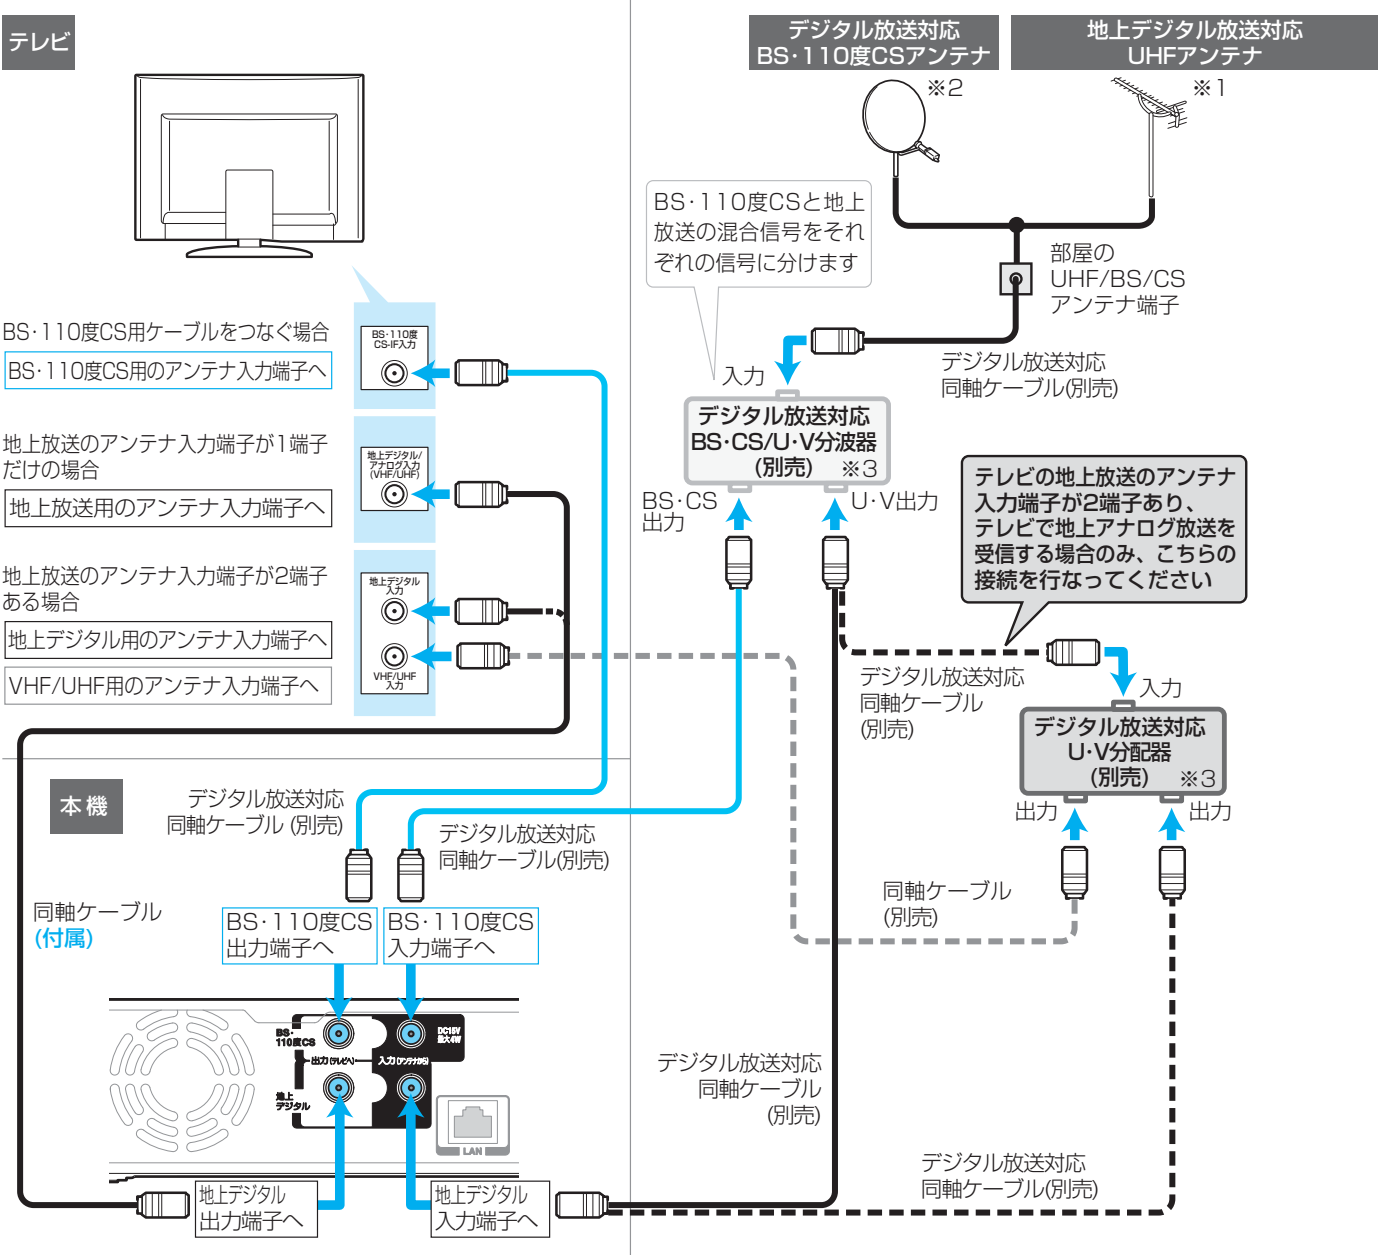 テレビ
デジタル放送対応
BS・110度CSアンテナ
※2
地上デジタル放送対応
UHFアンテナ
※1
BS・110度CSと地上
放送の混合信号をそれ
ぞれの信号に分けます
部屋の
UHF/BS/CS
アンテナ端子
デジタル放送対応
同軸ケーブル(別売)
BS・110度CS用ケーブルをつなぐ場合
BS・110度CS用のアンテナ入力端子へ
BS・110度
CS-IF入力
地上放送のアンテナ入力端子が1端子
だけの場合
地上放送用のアンテナ入力端子へ
地上デジタル/
アナログ入力
(VHF/UHF)
地上放送のアンテナ入力端子が2端子
ある場合
地上デジタル用のアンテナ入力端子へ
VHF/UHF用のアンテナ入力端子へ
地上デジタル
入力
VHF/UHF
入力
入力
デジタル放送対応
BS・CS/U・V分波器
(別売) ※3
BS・CS
出力
U・V出力
テレビの地上放送のアンテナ
入力端子が2端子あり、
テレビで地上アナログ放送を
受信する場合のみ、こちらの
接続を行なってください
デジタル放送対応
同軸ケーブル
(別売)
入力
デジタル放送対応
U・V分配器
(別売) ※3
出力
出力
同軸ケーブル
(別売)
本機
デジタル放送対応
同軸ケーブル (別売)
デジタル放送対応
同軸ケーブル(別売)
同軸ケーブル
(付属)
BS・110度CS
出力端子へ
BS・110度CS
入力端子へ
BS・
110度CS
DC15V
最大4W
出力(テレビへ)
入力(アンテナから)
地上
デジタル
LAN
地上デジタル
出力端子へ
地上デジタル
入力端子へ
デジタル放送対応
同軸ケーブル
(別売)
デジタル放送対応
同軸ケーブル(別売)